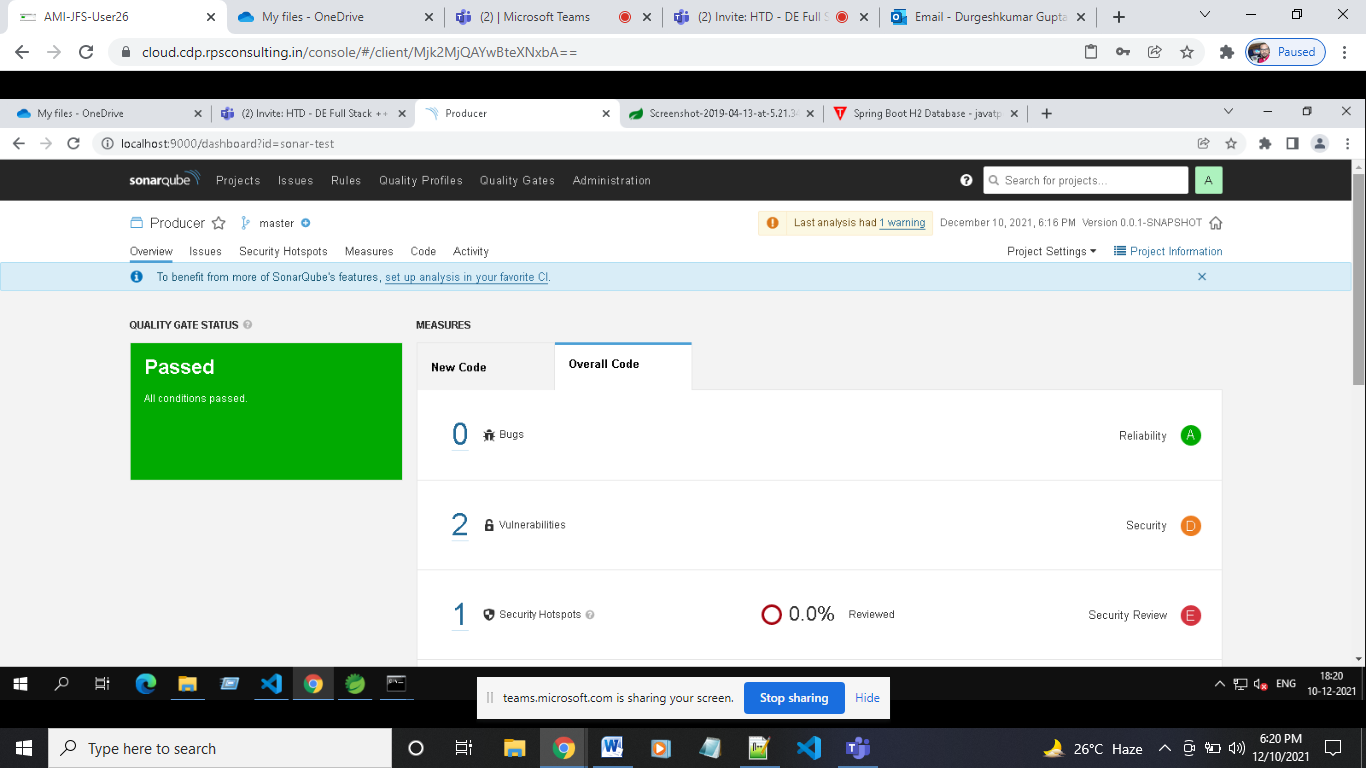 AMI-JFS-User26
My files - OneDrive
(2) | Microsoft Teams
(2) Invite: HTD - DE Full S
Email - Durgeshkumar Gupta
cloud.cdp.rpsconsulting.in/console/#/client/Mjk2MjQAYwBteXNxbA==
Paused
My files - OneDrive
(2) Invite: HTD - DE Full Stack ++
Producer
Screenshot-2019-04-13-at-5.21.3
Spring Boot H2 Database - javatp
localhost:9000/dashboard?id=sonar-test
sonarqube Projects Issues Rules Quality Profiles Quality Gates Administration
Search for projects...
A
Producer master
Last analysis had 1 warning
December 10, 2021, 6:16 PM Version 0.0.1-SNAPSHOT
Overview Issues Security Hotspots Measures Code Activity
Project Settings Project Information
To benefit from more of SonarQube's features, set up analysis in your favorite CI.
QUALITY GATE STATUS
MEASURES
Passed
All conditions passed.
New Code
Overall Code
0 Bugs Reliability A
2 Vulnerabilities Security D
1 Security Hotspots 0.0% Reviewed Security Review E
ENG
18:20
10-12-2021
teams.microsoft.com is sharing your screen. Stop sharing Hide
Type here to search
26°C Haze
6:20 PM
12/10/2021